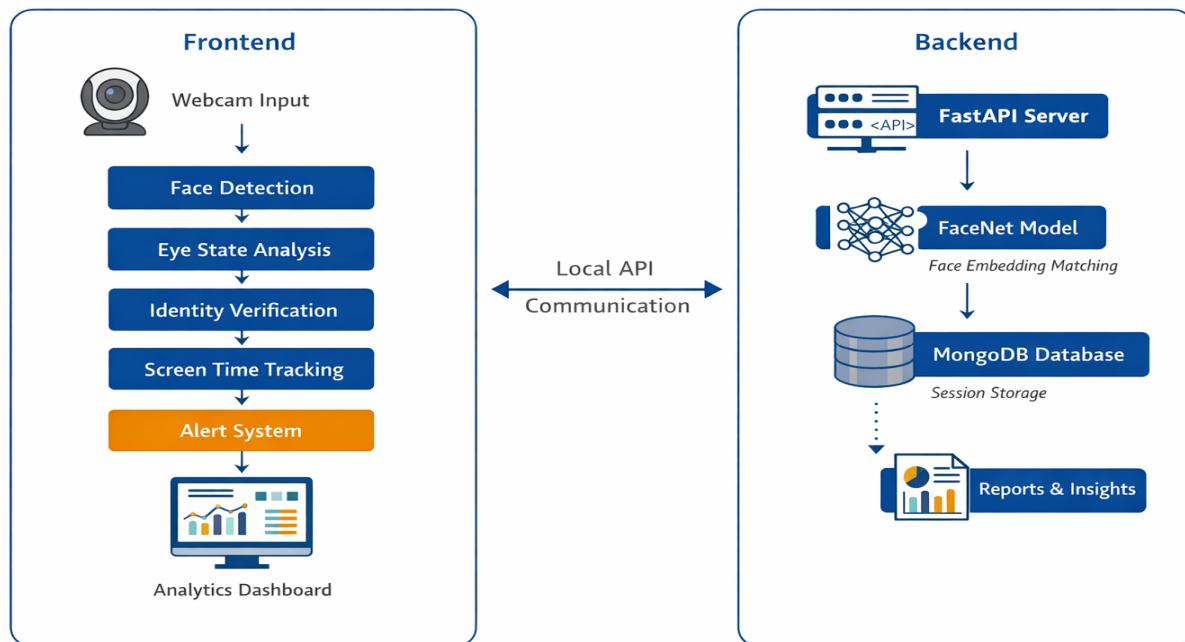 Frontend
Webcam Input
Face Detection
Eye State Analysis
Identity Verification
Screen Time Tracking
Alert System
Analytics Dashboard
Local API
Communication
Backend
<API>
FastAPI Server
FaceNet Model
Face Embedding Matching
MongoDB Database
Session Storage
Reports & Insights